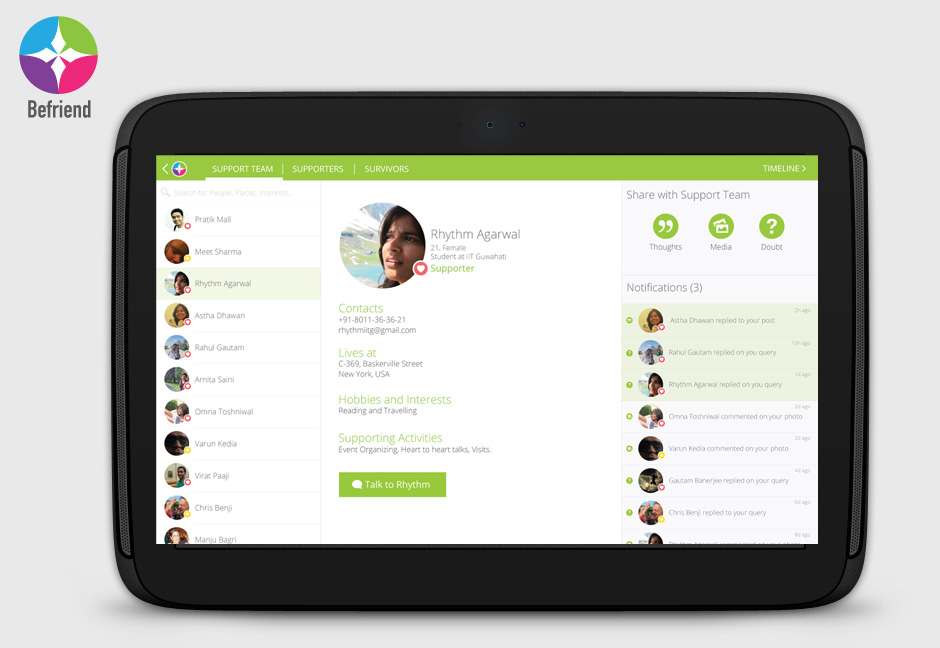 Befriend
SUPPORT TEAM
SUPPORTERS
SURVIVORS
TIMELINE
Search for People, Places, Interests...
Pratik Mall
Meet Sharma
Rhythm Agarwal
Astha Dhawan
Rahul Gautam
Arnita Saini
Omna Toshniwal
Varun Kedia
Virat Paaji
Chris Benji
Manju Bagri
Rhythm Agarwal
21, Female
Student at IIT Guwahati
Supporter
Contacts
+91-8011-36-36-21
rhythmiitg@gmail.com
Lives at
C-369, Baskerville Street
New York, USA
Hobbies and Interests
Reading and Travelling
Supporting Activities
Event Organizing, Heart to heart talks, Visits.
Talk to Rhythm
Share with Support Team
Thoughts
Media
Doubt
Notifications (3)
2h ago
Astha Dhawan replied to your post
13h ago
Rahul Gautam replied on you query
1d ago
Rhythm Agarwal replied on you query
2d ago
Omna Toshniwal commented on your photo
2d ago
Varun Kedia commented on your photo
4d ago
Gautam Banerjee replied on you query
6d ago
Chris Benji replied to your query
8d ago
Rhythm Agarwal commented on your photo